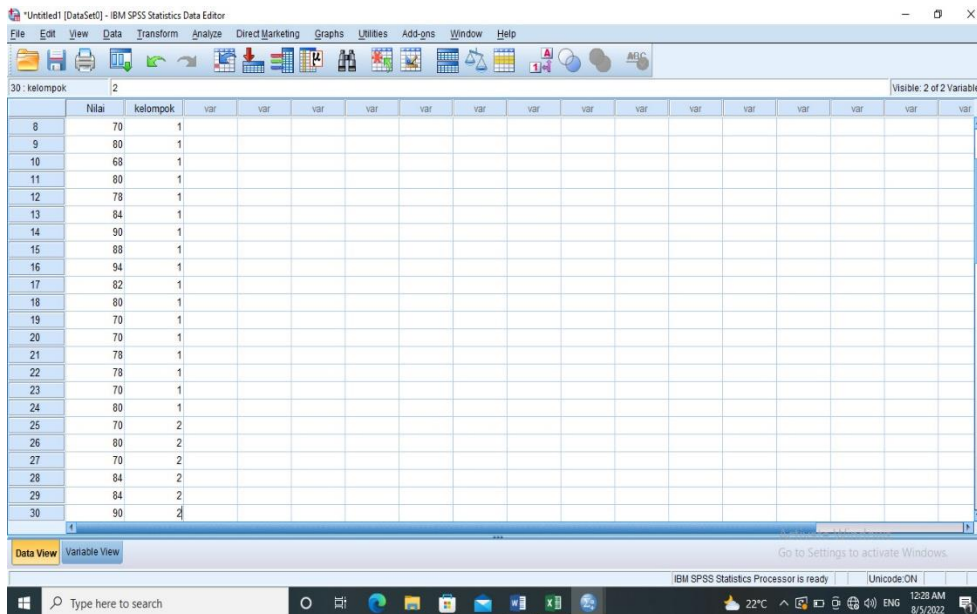 *Untitled1 [DataSet0] - IBM SPSS Statistics Data Editor
File Edit View Data Transform Analyze Direct Marketing Graphs Utilities Add-ons Window Help
30 : kelompok 2 Visible: 2 of 2 Variable
Nilai kelompok var var var var var var var var var var var var var var var
8 70 1
9 80 1
10 68 1
11 80 1
12 78 1
13 84 1
14 90 1
15 88 1
16 94 1
17 82 1
18 80 1
19 70 1
20 70 1
21 78 1
22 78 1
23 70 1
24 80 1
25 70 2
26 80 2
27 70 2
28 84 2
29 84 2
30 90 2
Data View Variable View
Go to Settings to activate Windows.
IBM SPSS Statistics Processor is ready Unicode:ON
Type here to search 22°C ENG 12:28 AM
8/5/2022